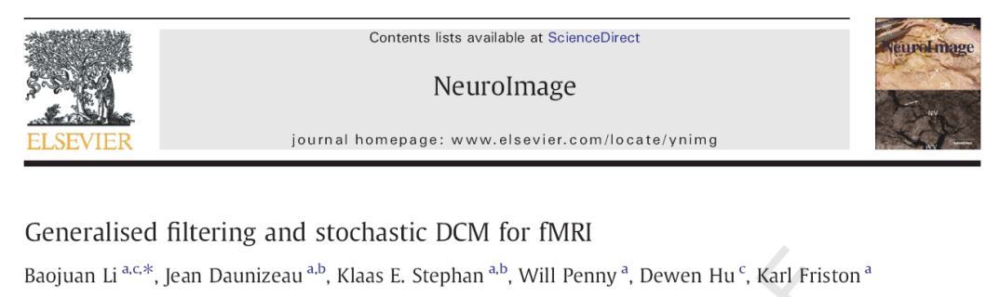 Contents lists available at ScienceDirect
NeuroImage
NeuroImage
ELSEVIER
journal homepage: www.elsevier.com/locate/ynimg
Generalised filtering and stochastic DCM for fMRI
Baojuan Li a,c,*, Jean Daunizeau a,b, Klaas E. Stephan a,b, Will Penny a, Dewen Hu c, Karl Friston a